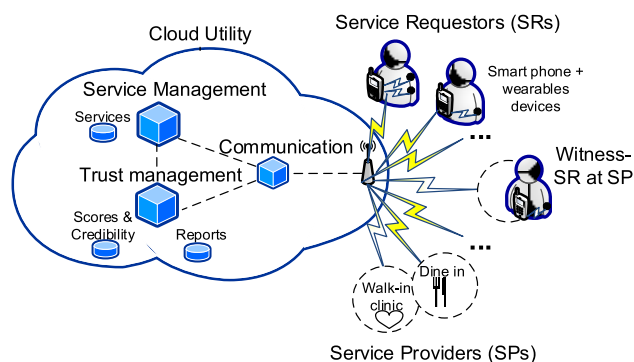 Service Requestors (SRs)
Cloud Utility
Smart phone +
wearables
devices
Service Management
Services
...
Communication
Witness-
SR at SP
Trust management
Scores &
Credibility
Reports
...
Dine in
Walk-in
clinic
Service Providers (SPs)